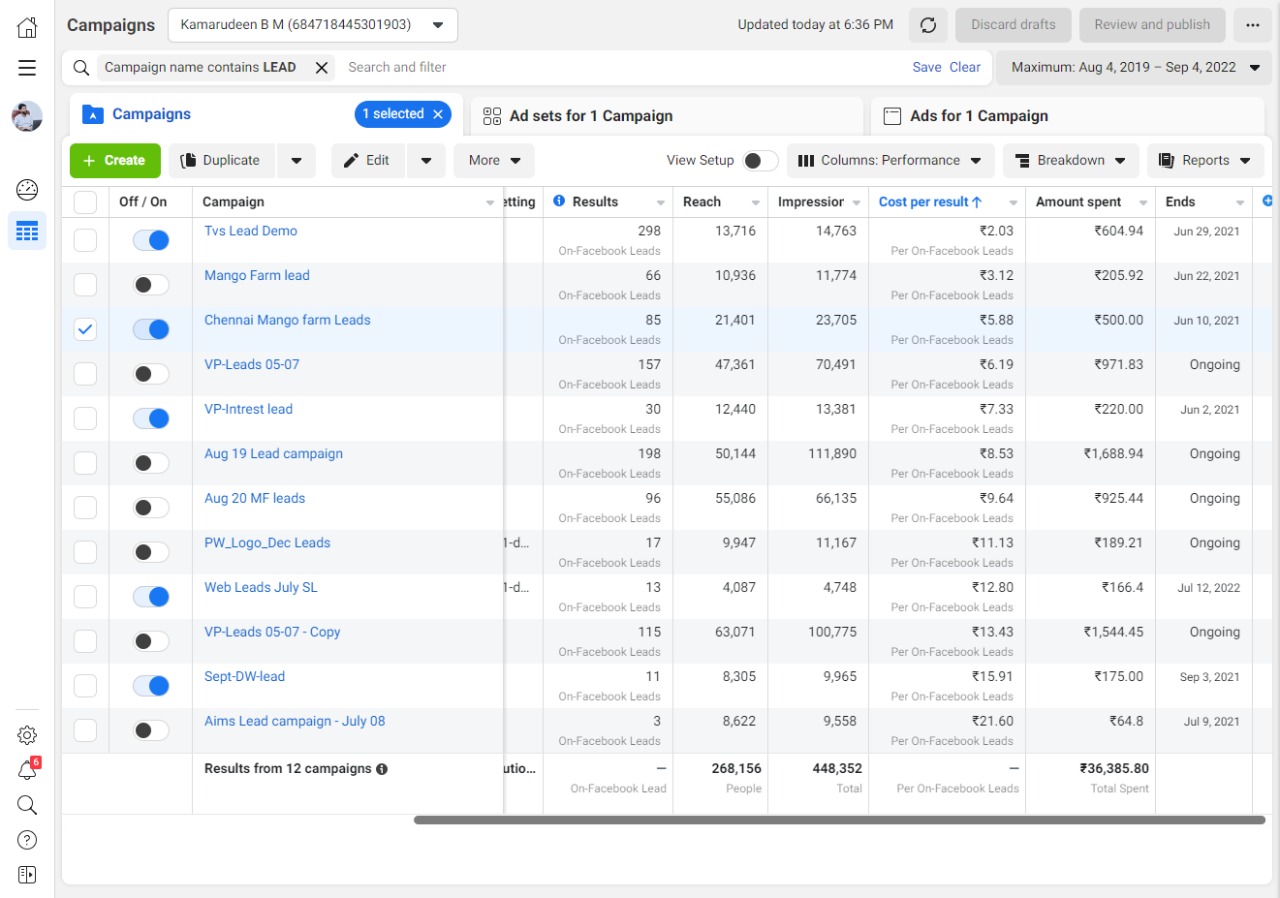 Campaigns
Kamarudeen B M (684718445301903)
Updated today at 6:36 PM
Discard drafts
Review and publish
Campaign name contains LEAD
Search and filter
Save Clear
Maximum: Aug 4, 2019 – Sep 4, 2022
Campaigns
1 selected
Ad sets for 1 Campaign
Ads for 1 Campaign
+ Create
Duplicate
Edit
More
View Setup
Columns: Performance
Breakdown
Reports
Off / On Campaign etting Results Reach Impression Cost per result ↑ Amount spent Ends
Tvs Lead Demo 298 13,716 14,763 ₹2.03 ₹604.94 Jun 29, 2021
On-Facebook Leads Per On-Facebook Leads
Mango Farm lead 66 10,936 11,774 ₹3.12 ₹205.92 Jun 22, 2021
On-Facebook Leads Per On-Facebook Leads
Chennai Mango farm Leads 85 21,401 23,705 ₹5.88 ₹500.00 Jun 10, 2021
On-Facebook Leads Per On-Facebook Leads
VP-Leads 05-07 157 47,361 70,491 ₹6.19 ₹971.83 Ongoing
On-Facebook Leads Per On-Facebook Leads
VP-Intrest lead 30 12,440 13,381 ₹7.33 ₹220.00 Jun 2, 2021
On-Facebook Leads Per On-Facebook Leads
Aug 19 Lead campaign 198 50,144 111,890 ₹8.53 ₹1,688.94 Ongoing
On-Facebook Leads Per On-Facebook Leads
Aug 20 MF leads 96 55,086 66,135 ₹9.64 ₹925.44 Ongoing
On-Facebook Leads Per On-Facebook Leads
PW_Logo_Dec Leads 1-d... 17 9,947 11,167 ₹11.13 ₹189.21 Ongoing
On-Facebook Leads Per On-Facebook Leads
Web Leads July SL 1-d... 13 4,087 4,748 ₹12.80 ₹166.4 Jul 12, 2022
On-Facebook Leads Per On-Facebook Leads
VP-Leads 05-07 - Copy 115 63,071 100,775 ₹13.43 ₹1,544.45 Ongoing
On-Facebook Leads Per On-Facebook Leads
Sept-DW-lead 11 8,305 9,965 ₹15.91 ₹175.00 Sep 3, 2021
On-Facebook Leads Per On-Facebook Leads
Aims Lead campaign - July 08 3 8,622 9,558 ₹21.60 ₹64.8 Jul 9, 2021
On-Facebook Leads Per On-Facebook Leads
Results from 12 campaigns utio... — 268,156 448,352 — ₹36,385.80
On-Facebook Lead People Total Per On-Facebook Leads Total Spent
6